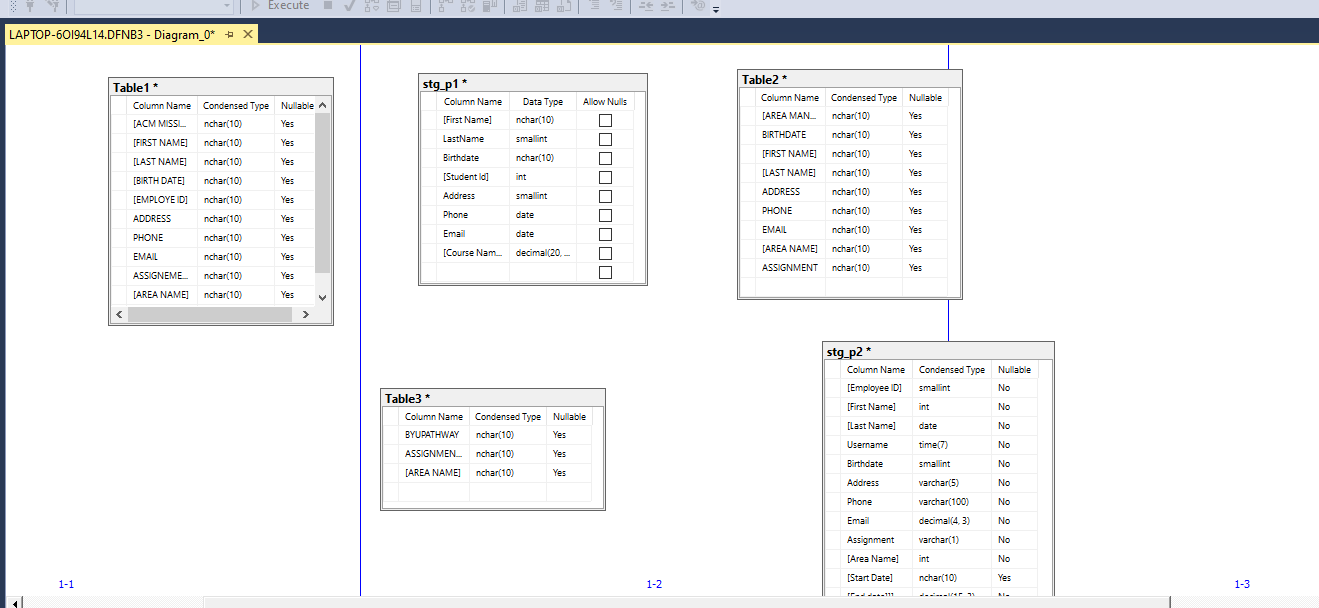 Execute
LAPTOP-6OI94L14.DFNB3 - Diagram_0*
Table1 *
Column Name Condensed Type Nullable
[ACM MISSI... nchar(10) Yes
[FIRST NAME] nchar(10) Yes
[LAST NAME] nchar(10) Yes
[BIRTH DATE] nchar(10) Yes
[EMPLOYE ID] nchar(10) Yes
ADDRESS nchar(10) Yes
PHONE nchar(10) Yes
EMAIL nchar(10) Yes
ASSIGNEME... nchar(10) Yes
[AREA NAME] nchar(10) Yes
stg_p1 *
Column Name Data Type Allow Nulls
[First Name] nchar(10)
LastName smallint
Birthdate nchar(10)
[Student Id] int
Address smallint
Phone date
Email date
[Course Nam... decimal(20, ...
Table2 *
Column Name Condensed Type Nullable
[AREA MAN... nchar(10) Yes
BIRTHDATE nchar(10) Yes
[FIRST NAME] nchar(10) Yes
[LAST NAME] nchar(10) Yes
ADDRESS nchar(10) Yes
PHONE nchar(10) Yes
EMAIL nchar(10) Yes
[AREA NAME] nchar(10) Yes
ASSIGNMENT nchar(10) Yes
Table3 *
Column Name Condensed Type Nullable
BYUPATHWAY nchar(10) Yes
ASSIGNMEN... nchar(10) Yes
[AREA NAME] nchar(10) Yes
stg_p2 *
Column Name Condensed Type Nullable
[Employee ID] smallint No
[First Name] int No
[Last Name] date No
Username time(7) No
Birthdate smallint No
Address varchar(5) No
Phone varchar(100) No
Email decimal(4, 3) No
Assignment varchar(1) No
[Area Name] int No
[Start Date] nchar(10) Yes
1-1
1-2
1-3